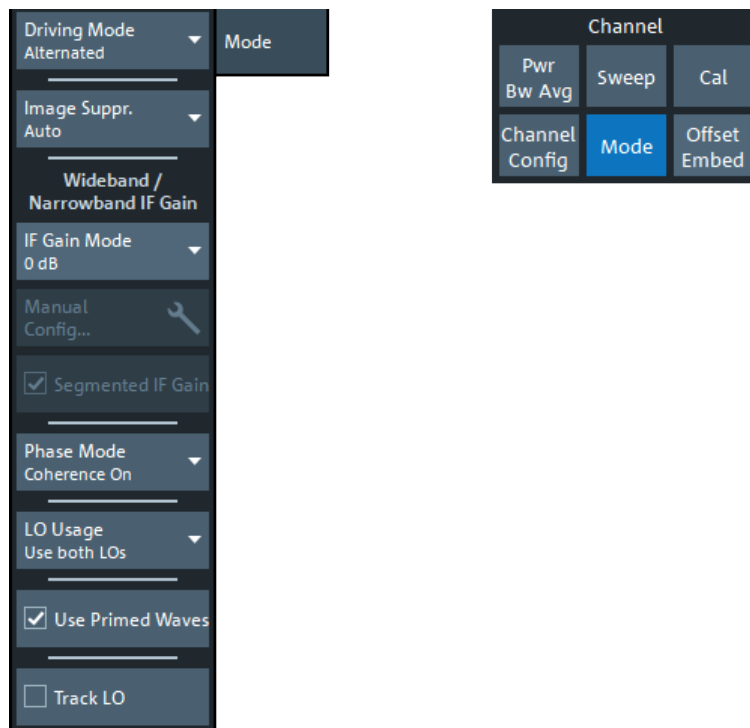 Driving Mode
Alternated
Mode
Image Suppr.
Auto
Wideband /
Narrowband IF Gain
IF Gain Mode
0 dB
Manual
Config...
Segmented IF Gain
Phase Mode
Coherence On
LO Usage
Use both LOs
Use Primed Waves
Track LO
Channel
Pwr
Bw Avg
Sweep
Cal
Channel
Config
Mode
Offset
Embed